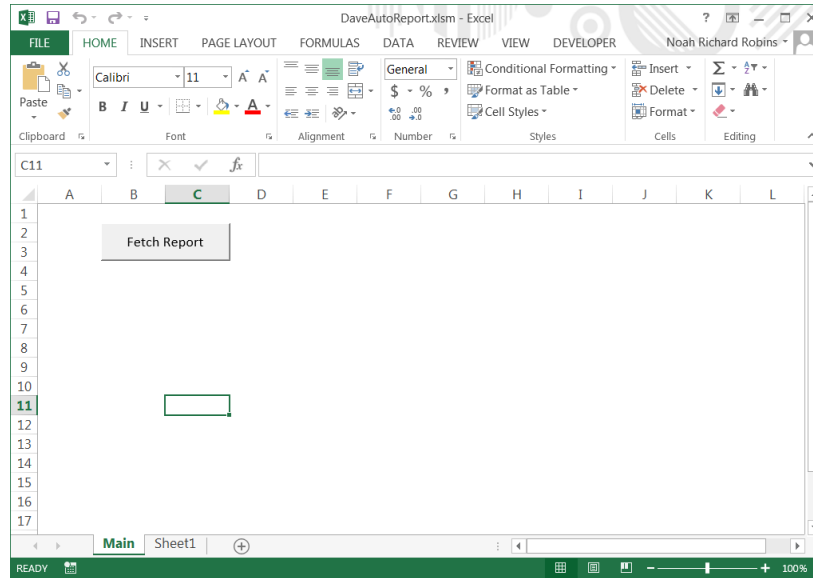 DaveAutoReport.xlsm - Excel
?
FILE HOME INSERT PAGE LAYOUT FORMULAS DATA REVIEW VIEW DEVELOPER Noah Richard Robins
Paste
Calibri 11 A A
B I U A
General
$ % ,
.00 .0
.00
Conditional Formatting
Format as Table
Cell Styles
Insert
Delete
Format
Σ
Clipboard Font Alignment Number Styles Cells Editing
C11 fx
A B C D E F G H I J K L
1
2
Fetch Report
3
4
5
6
7
8
9
10
11
12
13
14
15
16
17
Main Sheet1
READY 100%